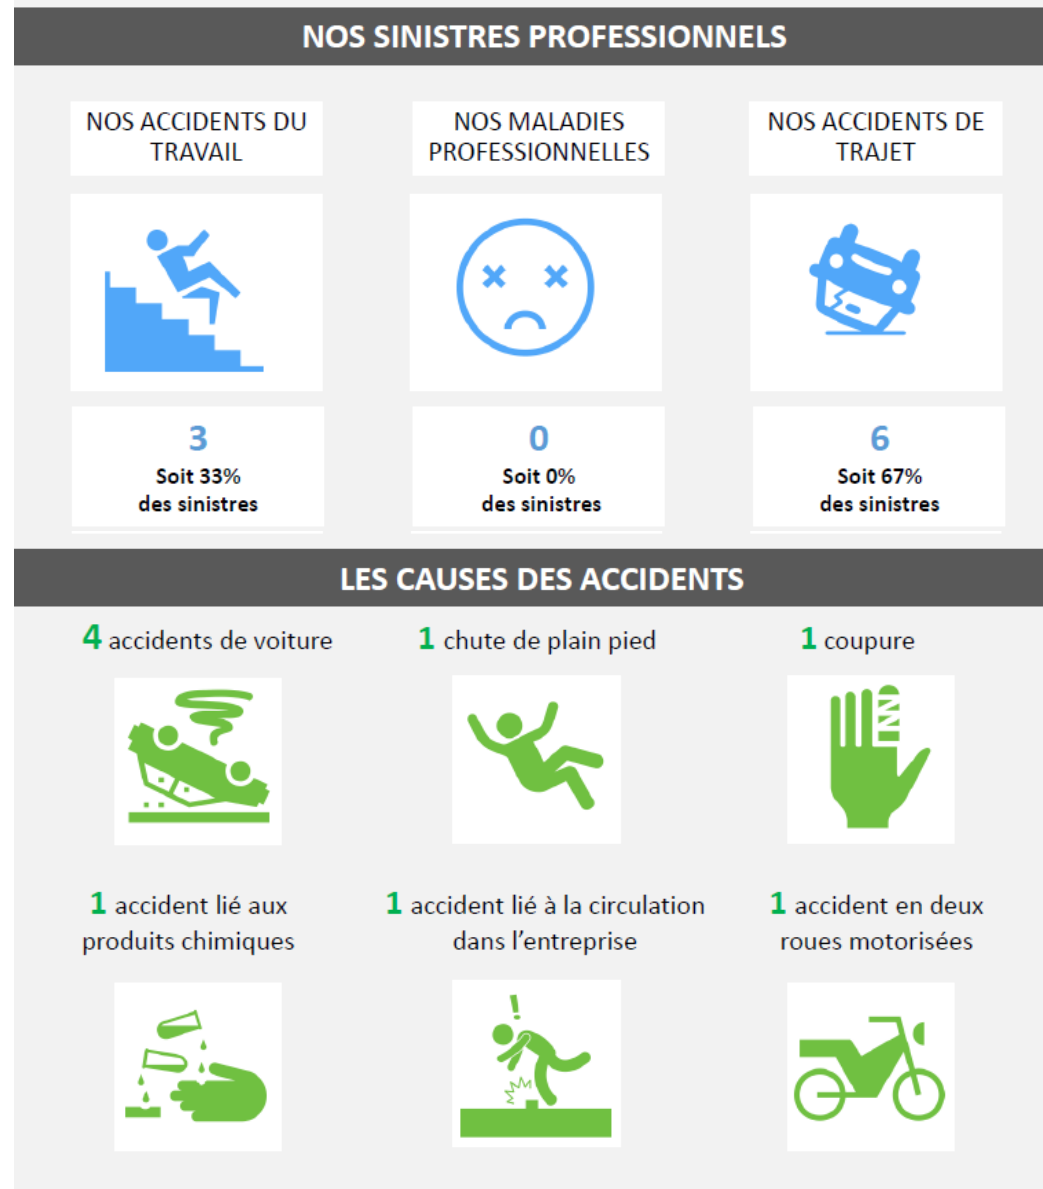 NOS SINISTRES PROFESSIONNELS
NOS ACCIDENTS DU
TRAVAIL
NOS MALADIES
PROFESSIONNELLES
NOS ACCIDENTS DE
TRAJET
3
Soit 33%
des sinistres
0
Soit 0%
des sinistres
6
Soit 67%
des sinistres
LES CAUSES DES ACCIDENTS
4 accidents de voiture
1 chute de plain pied
1 coupure
1 accident lié aux
produits chimiques
1 accident lié à la circulation
dans l’entreprise
1 accident en deux
roues motorisées